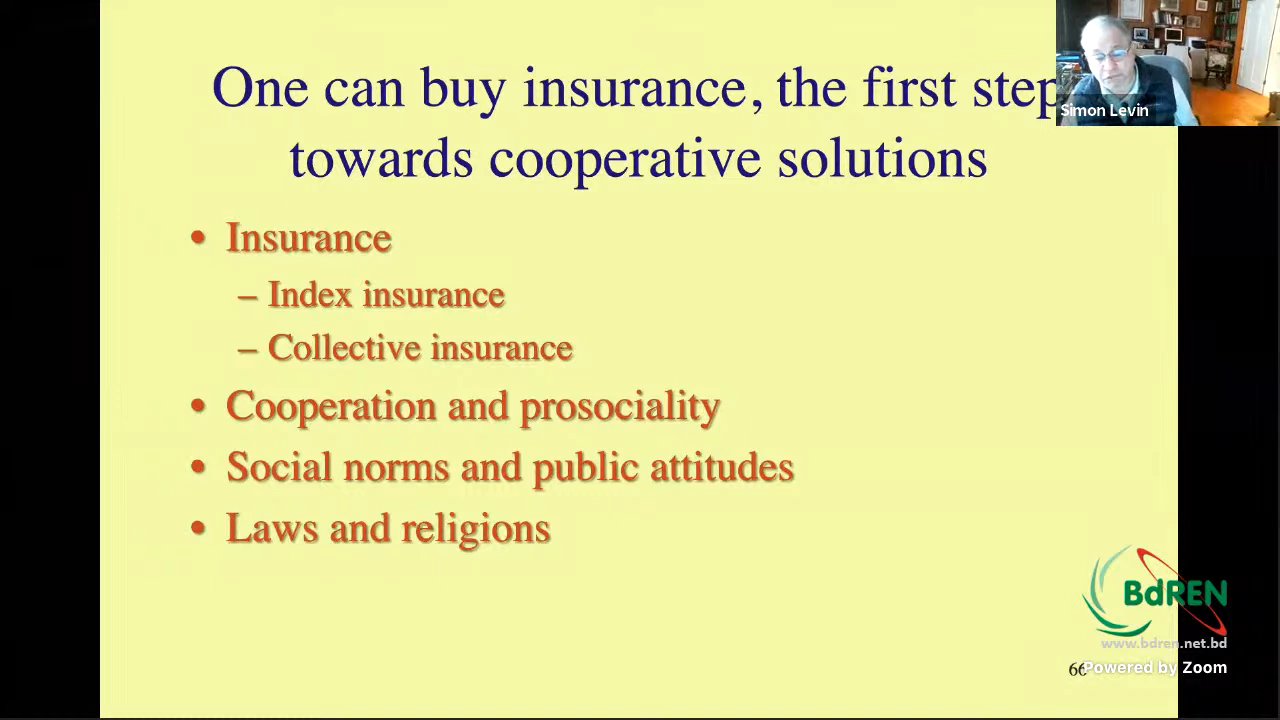 One can buy insurance, the first step
towards cooperative solutions
• Insurance
– Index insurance
– Collective insurance
• Cooperation and prosociality
• Social norms and public attitudes
• Laws and religions
Simon Levin
BdREN
www.bdren.net.bd
66
Powered by Zoom